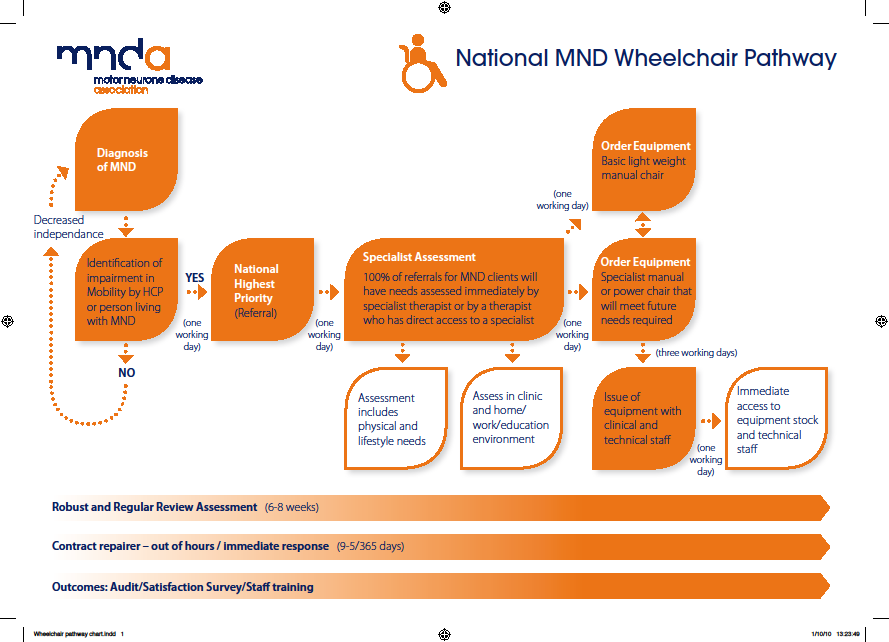 mnda
motor neurone disease
association
National MND Wheelchair Pathway
Diagnosis
of MND
Decreased
independance
Identification of
impairment in
Mobility by HCP
or person living
with MND
YES
(one
working
day)
NO
National
Highest
Priority
(Referral)
(one
working
day)
Specialist Assessment
100% of referrals for MND clients will
have needs assessed immediately by
specialist therapist or by a therapist
who has direct access to a specialist
(one
working day)
Order Equipment
Basic light weight
manual chair
(one
working
day)
Order Equipment
Specialist manual
or power chair that
will meet future
needs required
(three working days)
Assessment
includes
physical and
lifestyle needs
Assess in clinic
and home/
work/education
environment
Issue of
equipment with
clinical and
technical staff
(one
working
day)
Immediate
access to
equipment stock
and technical
staff
Robust and Regular Review Assessment (6-8 weeks)
Contract repairer – out of hours / immediate response (9-5/365 days)
Outcomes: Audit/Satisfaction Survey/Staff training
Wheelchair pathway chart.indd 1
1/10/10 13:23:49